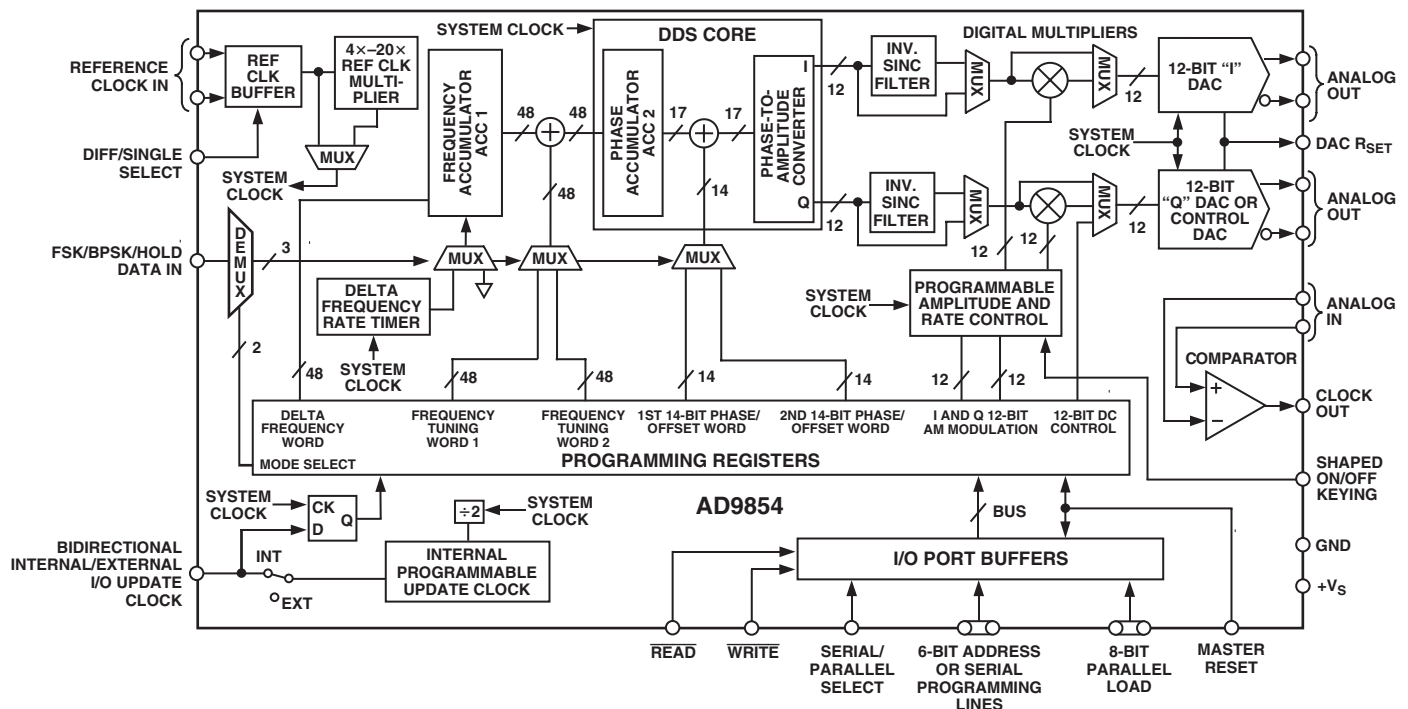 SYSTEM CLOCK
DDS CORE
DIGITAL MULTIPLIERS
REFERENCE
CLOCK IN
REF
CLK
BUFFER
4×–20×
REF CLK
MULTI-
PLIER
MUX
SYSTEM
CLOCK
DIFF/SINGLE
SELECT
FREQUENCY
ACCUMULATOR
ACC 1
48
48
48
PHASE
ACCUMULATOR
ACC 2
17
17
14
PHASE-TO-
AMPLITUDE
CONVERTER
I
Q
12
INV.
SINC
FILTER
MUX
MUX
12
12-BIT “I”
DAC
ANALOG
OUT
SYSTEM
CLOCK
DAC RSET
12
INV.
SINC
FILTER
MUX
MUX
12
12-BIT
“Q” DAC OR
CONTROL
DAC
ANALOG
OUT
FSK/BPSK/HOLD
DATA IN
DEMUX
3
2
MUX
MUX
MUX
DELTA
FREQUENCY
RATE TIMER
SYSTEM
CLOCK
12
12
SYSTEM
CLOCK
PROGRAMMABLE
AMPLITUDE AND
RATE CONTROL
ANALOG
IN
COMPARATOR
+
−
CLOCK
OUT
48
48
48
14
14
12
12
DELTA
FREQUENCY
WORD
FREQUENCY
TUNING
WORD 1
FREQUENCY
TUNING
WORD 2
1ST 14-BIT PHASE/
OFFSET WORD
2ND 14-BIT PHASE/
OFFSET WORD
I AND Q 12-BIT
AM MODULATION
12-BIT DC
CONTROL
MODE SELECT
PROGRAMMING REGISTERS
SHAPED
ON/OFF
KEYING
SYSTEM
CLOCK
CK
D
Q
÷2
SYSTEM
CLOCK
AD9854
BUS
BIDIRECTIONAL
INTERNAL/EXTERNAL
I/O UPDATE
CLOCK
INT
EXT
INTERNAL
PROGRAMMABLE
UPDATE CLOCK
I/O PORT BUFFERS
GND
+VS
READ
WRITE
SERIAL/
PARALLEL
SELECT
6-BIT ADDRESS
OR SERIAL
PROGRAMMING
LINES
8-BIT
PARALLEL
LOAD
MASTER
RESET